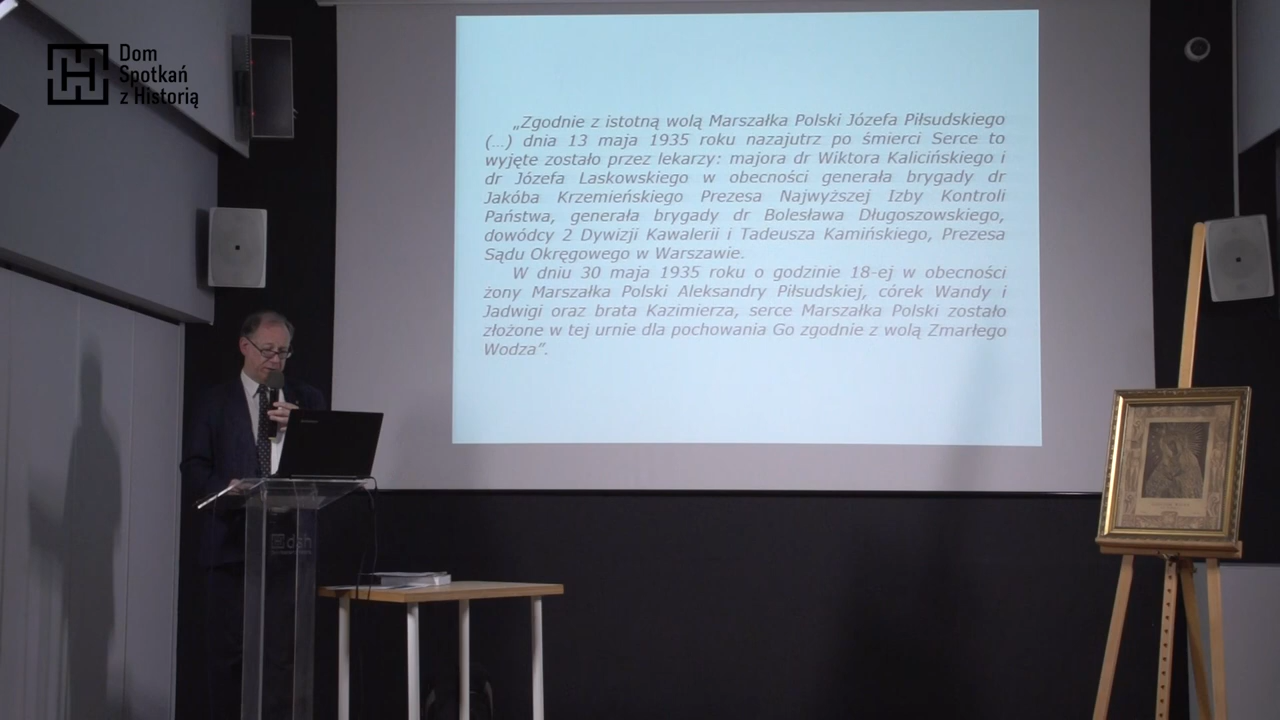 Dom
Spotkań
z Historią
„Zgodnie z istotną wolą Marszałka Polski Józefa Piłsudskiego
(...) dnia 13 maja 1935 roku nazajutrz po śmierci Serce to
wyjęte zostało przez lekarzy: majora dr Wiktora Kalicińskiego i
dr Józefa Laskowskiego w obecności generała brygady dr
Jakóba Krzemieńskiego Prezesa Najwyższej Izby Kontroli
Państwa, generała brygady dr Bolesława Długoszowskiego,
dowódcy 2 Dywizji Kawalerii i Tadeusza Kamińskiego, Prezesa
Sądu Okręgowego w Warszawie.
W dniu 30 maja 1935 roku o godzinie 18-ej w obecności
żony Marszałka Polski Aleksandry Piłsudskiej, córek Wandy i
Jadwigi oraz brata Kazimierza, serce Marszałka Polski zostało
złożone w tej urnie dla pochowania Go zgodnie z wolą Zmarłego
Wodza”.
dsh